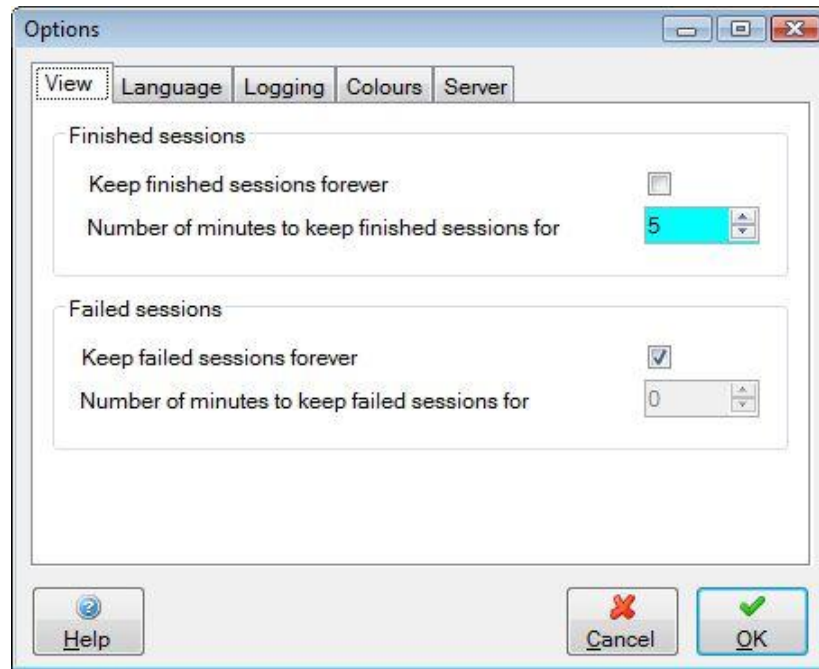 Options
View Language Logging Colours Server
Finished sessions
Keep finished sessions forever
Number of minutes to keep finished sessions for 5
Failed sessions
Keep failed sessions forever
Number of minutes to keep failed sessions for 0
Help Cancel OK